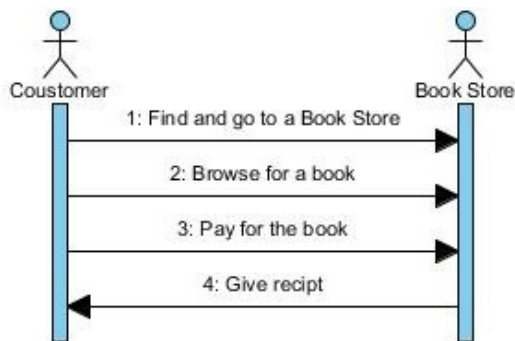 Coustomer
Book Store
1: Find and go to a Book Store
2: Browse for a book
3: Pay for the book
4: Give recipt